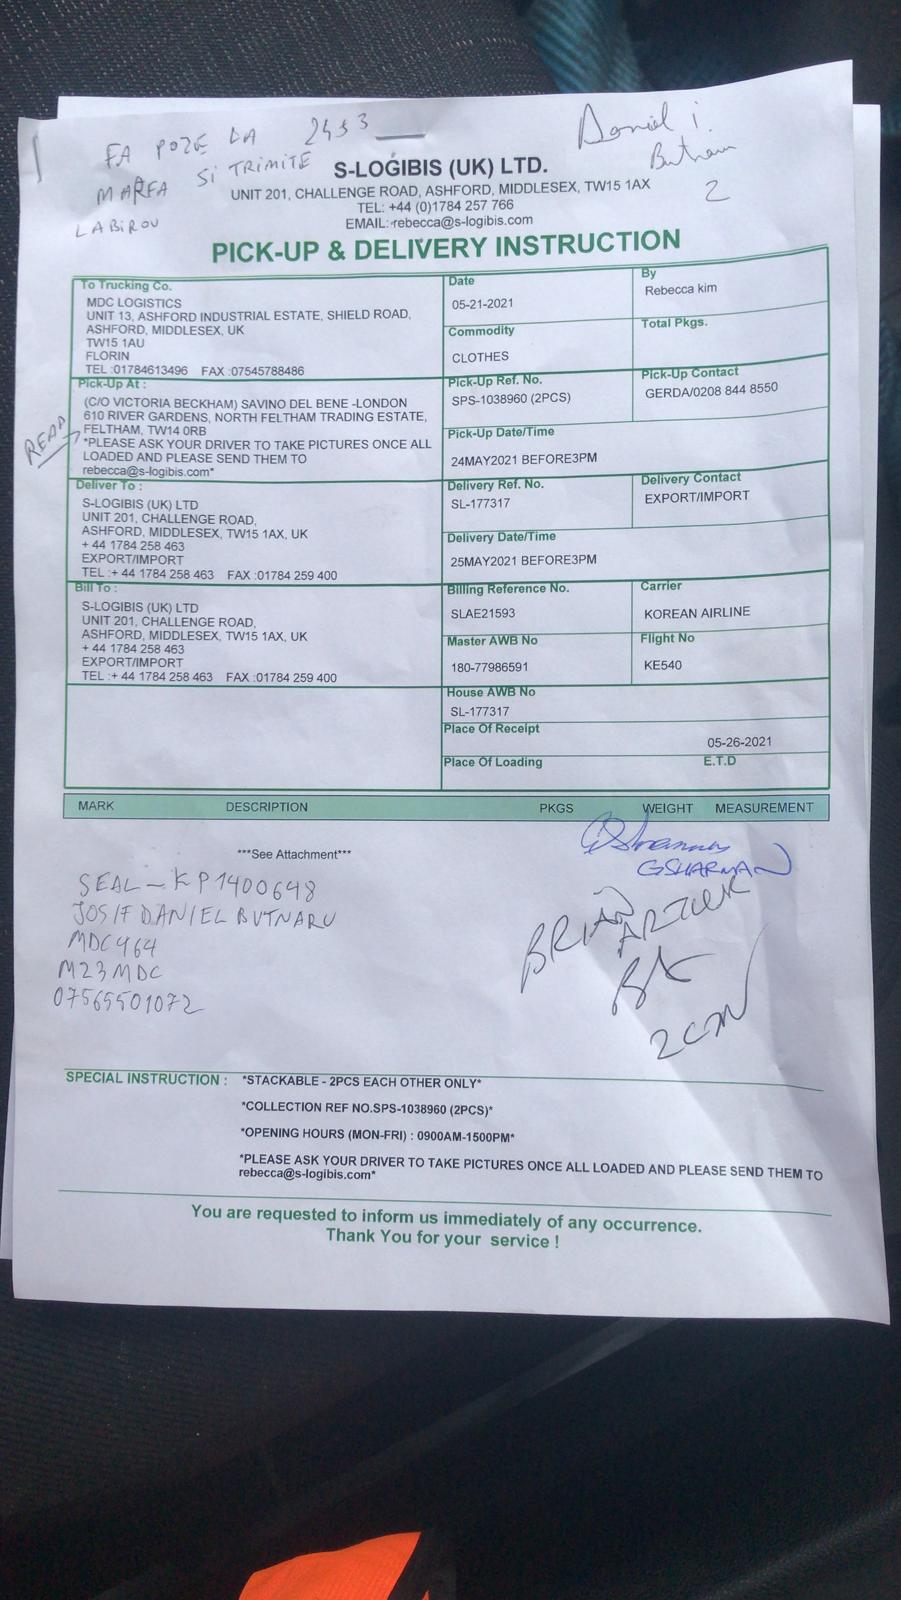 FA POZE LA 2453
MARFA SI TRIMITE
LABIROU
Daniel i.
2
S-LOGIBIS (UK) LTD.
UNIT 201, CHALLENGE ROAD, ASHFORD, MIDDLESEX, TW15 1AX
TEL: +44 (0)1784 257 766
EMAIL: rebecca@s-logibis.com
PICK-UP & DELIVERY INSTRUCTION
To Trucking Co.
MDC LOGISTICS
UNIT 13, ASHFORD INDUSTRIAL ESTATE, SHIELD ROAD,
ASHFORD, MIDDLESEX, UK
TW15 1AU
FLORIN
TEL :01784613496 FAX :07545788486
Date
05-21-2021
By
Rebecca kim
Commodity
CLOTHES
Total Pkgs.
READ
Pick-Up At :
(C/O VICTORIA BECKHAM) SAVINO DEL BENE -LONDON
610 RIVER GARDENS, NORTH FELTHAM TRADING ESTATE,
FELTHAM, TW14 0RB
*PLEASE ASK YOUR DRIVER TO TAKE PICTURES ONCE ALL
LOADED AND PLEASE SEND THEM TO
rebecca@s-logibis.com*
Pick-Up Ref. No.
SPS-1038960 (2PCS)
Pick-Up Contact
GERDA/0208 844 8550
Pick-Up Date/Time
24MAY2021 BEFORE3PM
Deliver To :
S-LOGIBIS (UK) LTD
UNIT 201, CHALLENGE ROAD,
ASHFORD, MIDDLESEX, TW15 1AX, UK
+ 44 1784 258 463
EXPORT/IMPORT
TEL :+ 44 1784 258 463 FAX :01784 259 400
Delivery Ref. No.
SL-177317
Delivery Contact
EXPORT/IMPORT
Delivery Date/Time
25MAY2021 BEFORE3PM
Bill To :
S-LOGIBIS (UK) LTD
UNIT 201, CHALLENGE ROAD,
ASHFORD, MIDDLESEX, TW15 1AX, UK
+ 44 1784 258 463
EXPORT/IMPORT
TEL :+ 44 1784 258 463 FAX :01784 259 400
Billing Reference No.
SLAE21593
Carrier
KOREAN AIRLINE
Master AWB No
180-77986591
Flight No
KE540
House AWB No
SL-177317
Place Of Receipt
05-26-2021
Place Of Loading E.T.D
MARK DESCRIPTION PKGS WEIGHT MEASUREMENT
***See Attachment***
GSHARMAN
SEAL - KP1400648
JOSIF DANIEL BUTNARU
MDC464
M23MDC
07565501072
BRIAN
ARTUCK
SPECIAL INSTRUCTION : *STACKABLE - 2PCS EACH OTHER ONLY*
*COLLECTION REF NO.SPS-1038960 (2PCS)*
*OPENING HOURS (MON-FRI) : 0900AM-1500PM*
*PLEASE ASK YOUR DRIVER TO TAKE PICTURES ONCE ALL LOADED AND PLEASE SEND THEM TO
rebecca@s-logibis.com*
You are requested to inform us immediately of any occurrence.
Thank You for your service !